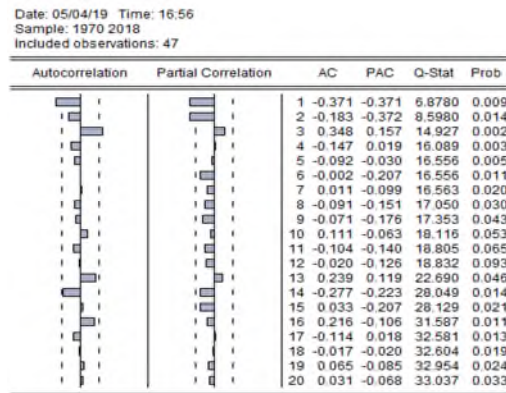 Date: 05/04/19 Time: 16:56
Sample: 1970 2018
Included observations: 47
Autocorrelation Partial Correlation AC PAC Q-Stat Prob
1 -0.371 -0.371 6.8780 0.009
2 -0.183 -0.372 8.5980 0.014
3 0.348 0.157 14.927 0.002
4 -0.147 0.019 16.089 0.003
5 -0.092 -0.030 16.556 0.005
6 -0.002 -0.207 16.556 0.011
7 0.011 -0.099 16.563 0.020
8 -0.091 -0.151 17.050 0.030
9 -0.071 -0.176 17.353 0.043
10 0.111 -0.063 18.116 0.053
11 -0.104 -0.140 18.805 0.065
12 -0.020 -0.126 18.832 0.093
13 0.239 0.119 22.690 0.046
14 -0.277 -0.223 28.049 0.014
15 0.033 -0.207 28.129 0.021
16 0.216 -0.106 31.587 0.011
17 -0.114 0.018 32.581 0.013
18 -0.017 -0.020 32.604 0.019
19 0.065 -0.085 32.954 0.024
20 0.031 -0.068 33.037 0.033